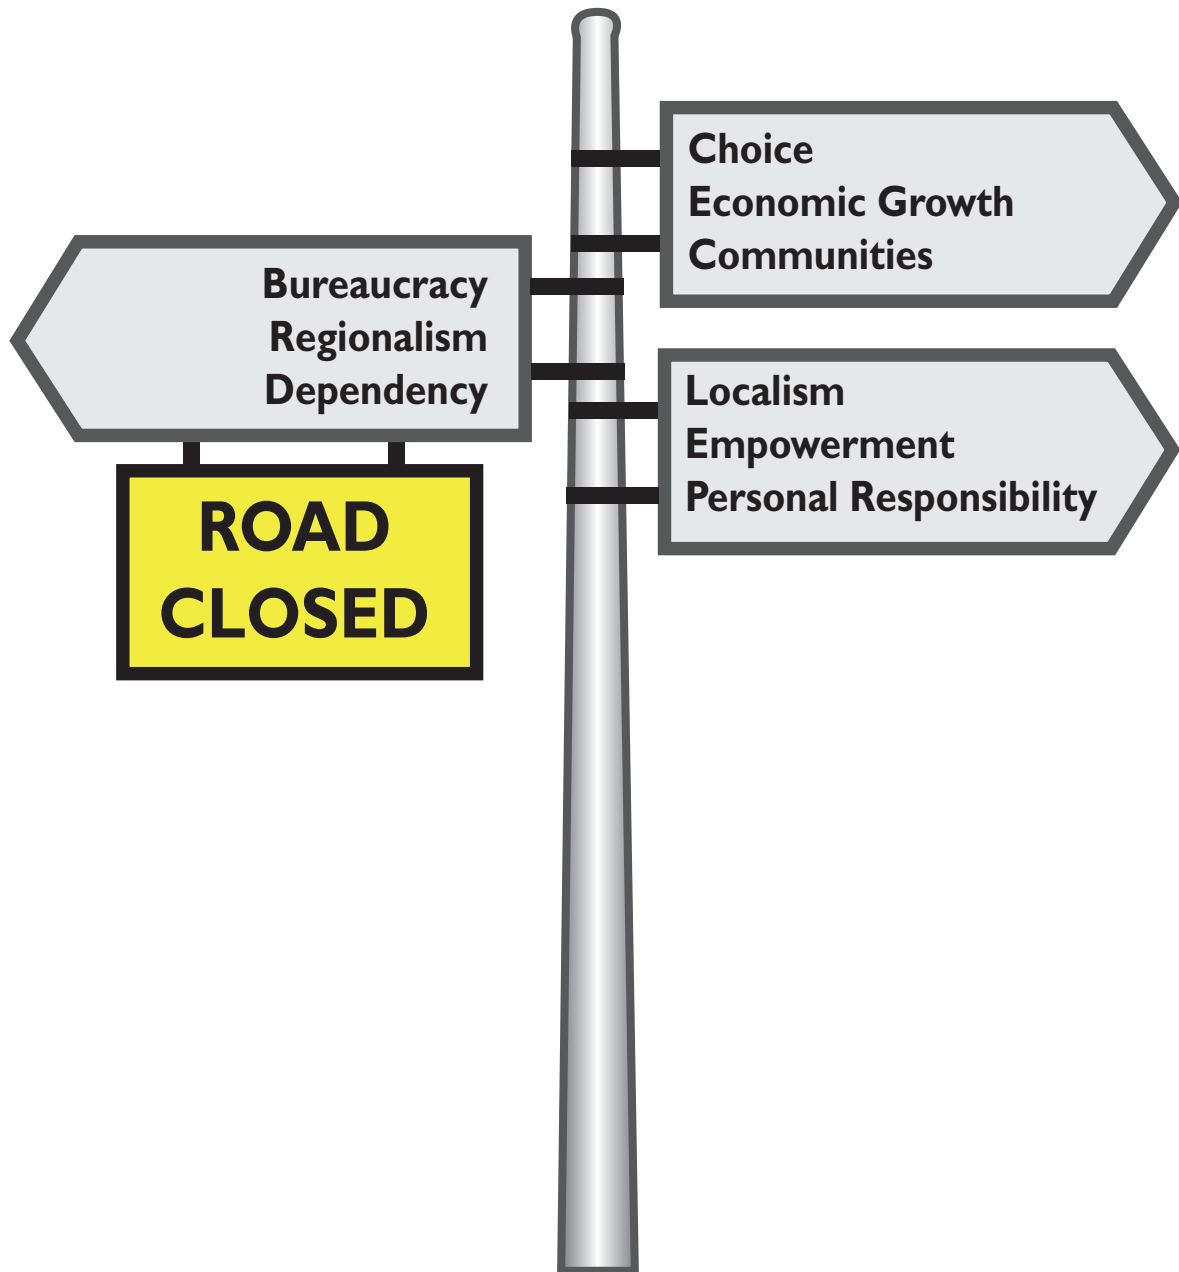 Choice
Economic Growth
Communities
Bureaucracy
Regionalism
Dependency
Localism
Empowerment
Personal Responsibility
ROAD
CLOSED